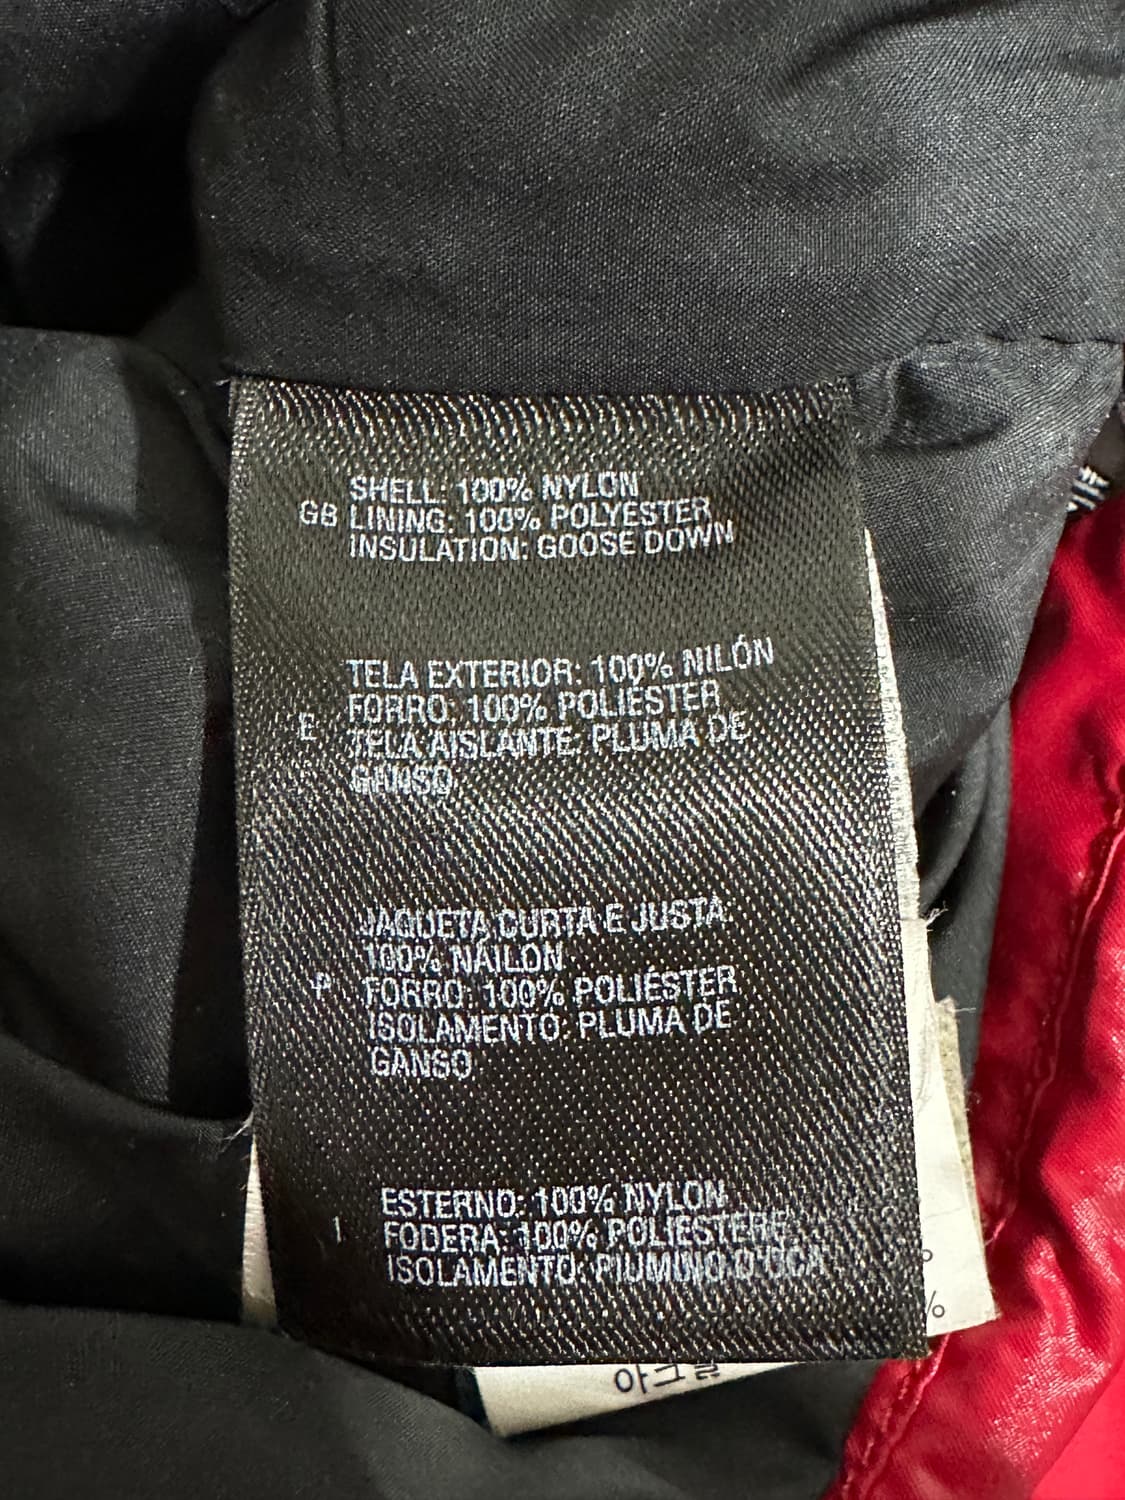 SHELL: 100% NYLON
GB LINING: 100% POLYESTER
INSULATION: GOOSE DOWN
TELA EXTERIOR: 100% NILÓN
E FORRO: 100% POLIÉSTER
TELA AISLANTE: PLUMA DE
GANSO
JAQUETA CURTA E JUSTA:
100% NÁILON
P FORRO: 100% POLIÉSTER
ISOLAMENTO: PLUMA DE
GANSO
ESTERNO: 100% NYLON
I FODERA: 100% POLIESTERE
ISOLAMENTO: PIUMINO D'OCA
%
%